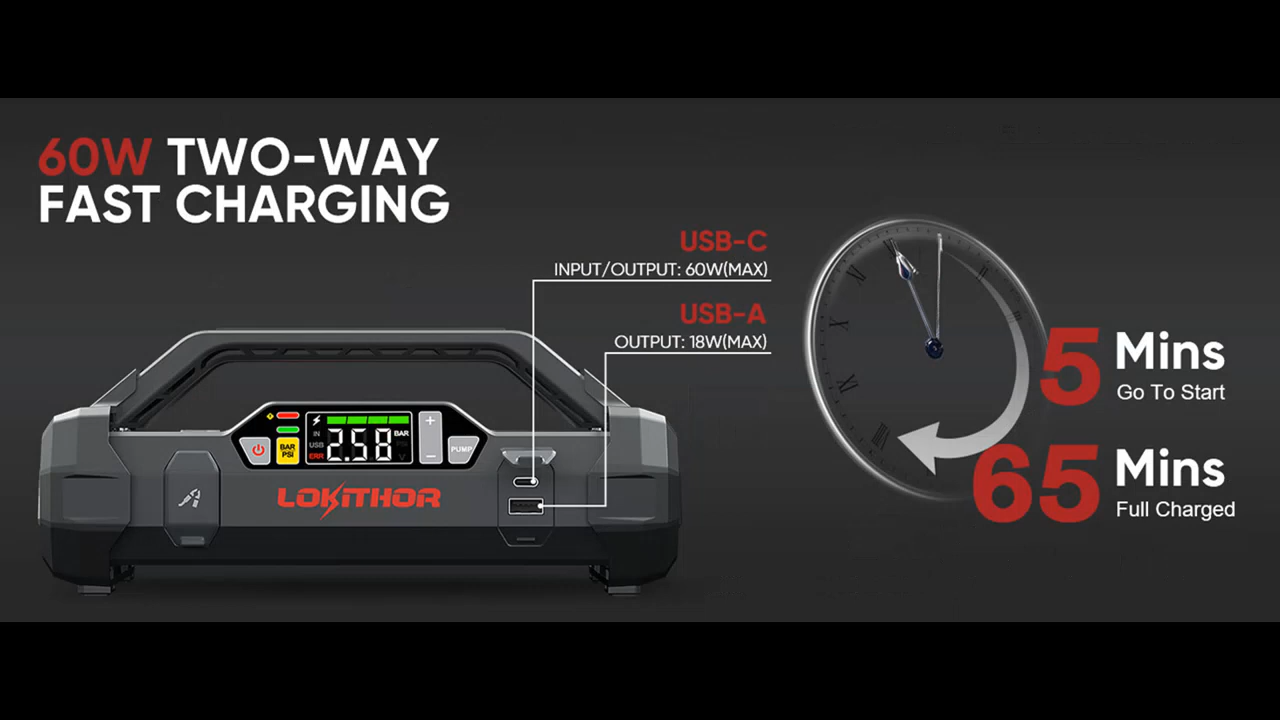 60W TWO-WAY
FAST CHARGING
USB-C
INPUT/OUTPUT: 60W(MAX)
USB-A
OUTPUT: 18W(MAX)
5 Mins
Go To Start
65 Mins
Full Charged
IN
USB
ERR
2.58
BAR
BAR
PSI
+
−
PUMP
LOKITHOR